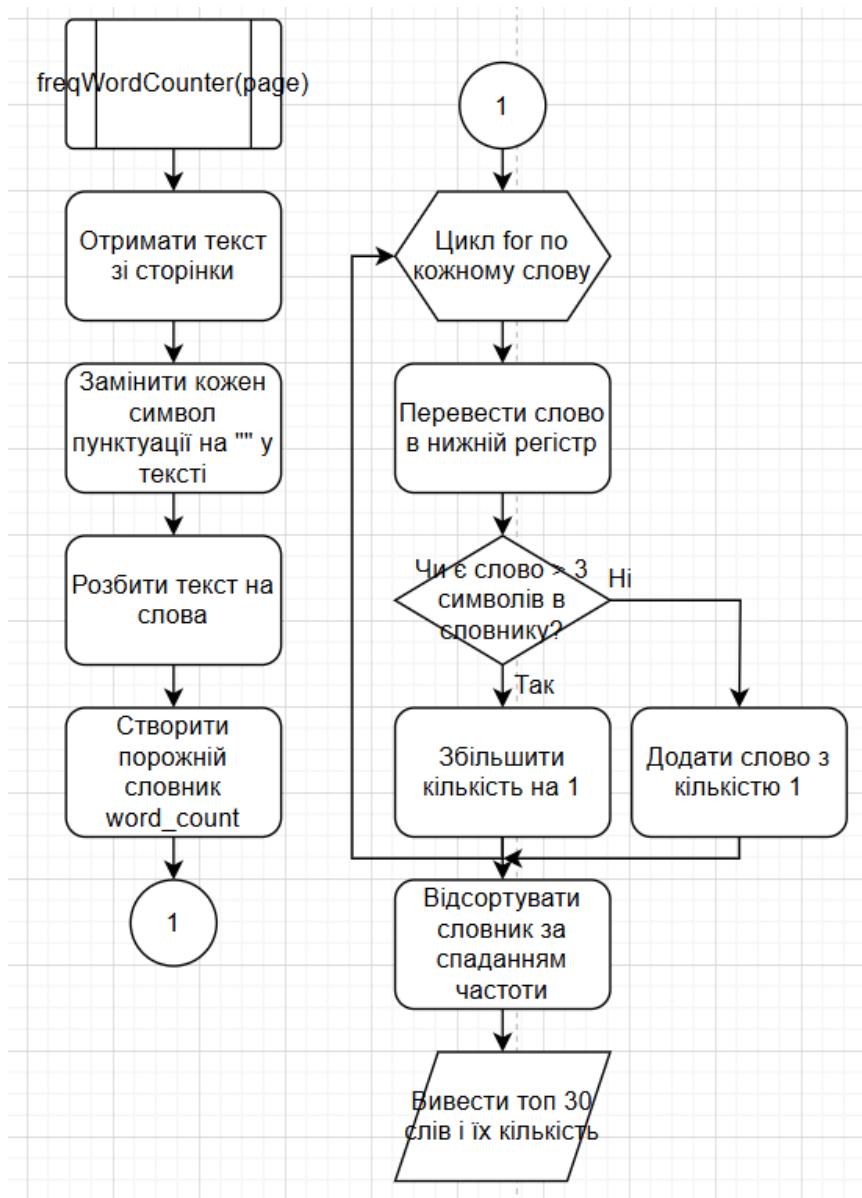 freqWordCounter(page)
Отримати текст
зі сторінки
Замінити кожен
символ
пунктуації на "" у
тексті
Розбити текст на
слова
Створити
порожній
словник
word_count
1
1
Цикл for по
кожному слову
Перевести слово
в нижній регістр
Чи є слово > 3
символів в
словнику?
Ні
Так
Збільшити
кількість на 1
Додати слово з
кількістю 1
Відсортувати
словник за
спаданням
частоти
Вивести топ 30
слів і їх кількість